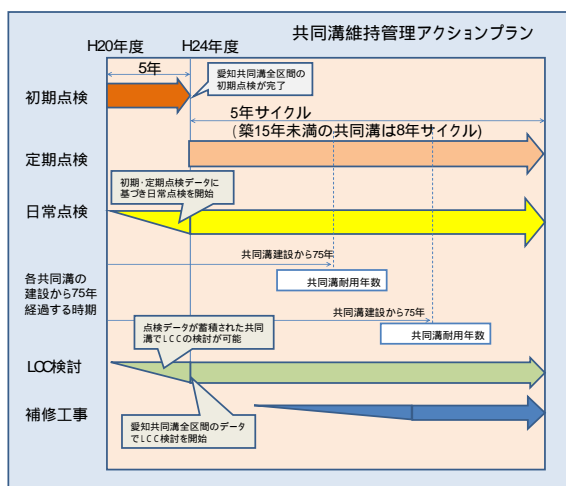 共同溝維持管理アクションプラン
H20年度
H24年度
5年
愛知共同溝全区間の
初期点検が完了
初期点検
5年サイクル
(築15年未満の共同溝は8年サイクル)
定期点検
初期・定期点検データに
基づき日常点検を開始
日常点検
共同溝建設から75年
各共同溝の
建設から75年
経過する時期
共同溝耐用年数
共同溝建設から75年
点検データが蓄積された共同
溝でLCCの検討が可能
共同溝耐用年数
LCC検討
補修工事
愛知共同溝全区間のデータ
でLCC検討を開始